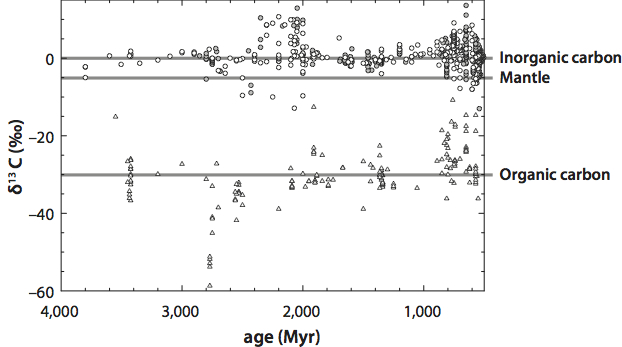 0
−20
−40
−60
δ¹³ C (‰)
4,000 3,000 2,000 1,000
age (Myr)
Inorganic carbon
Mantle
Organic carbon